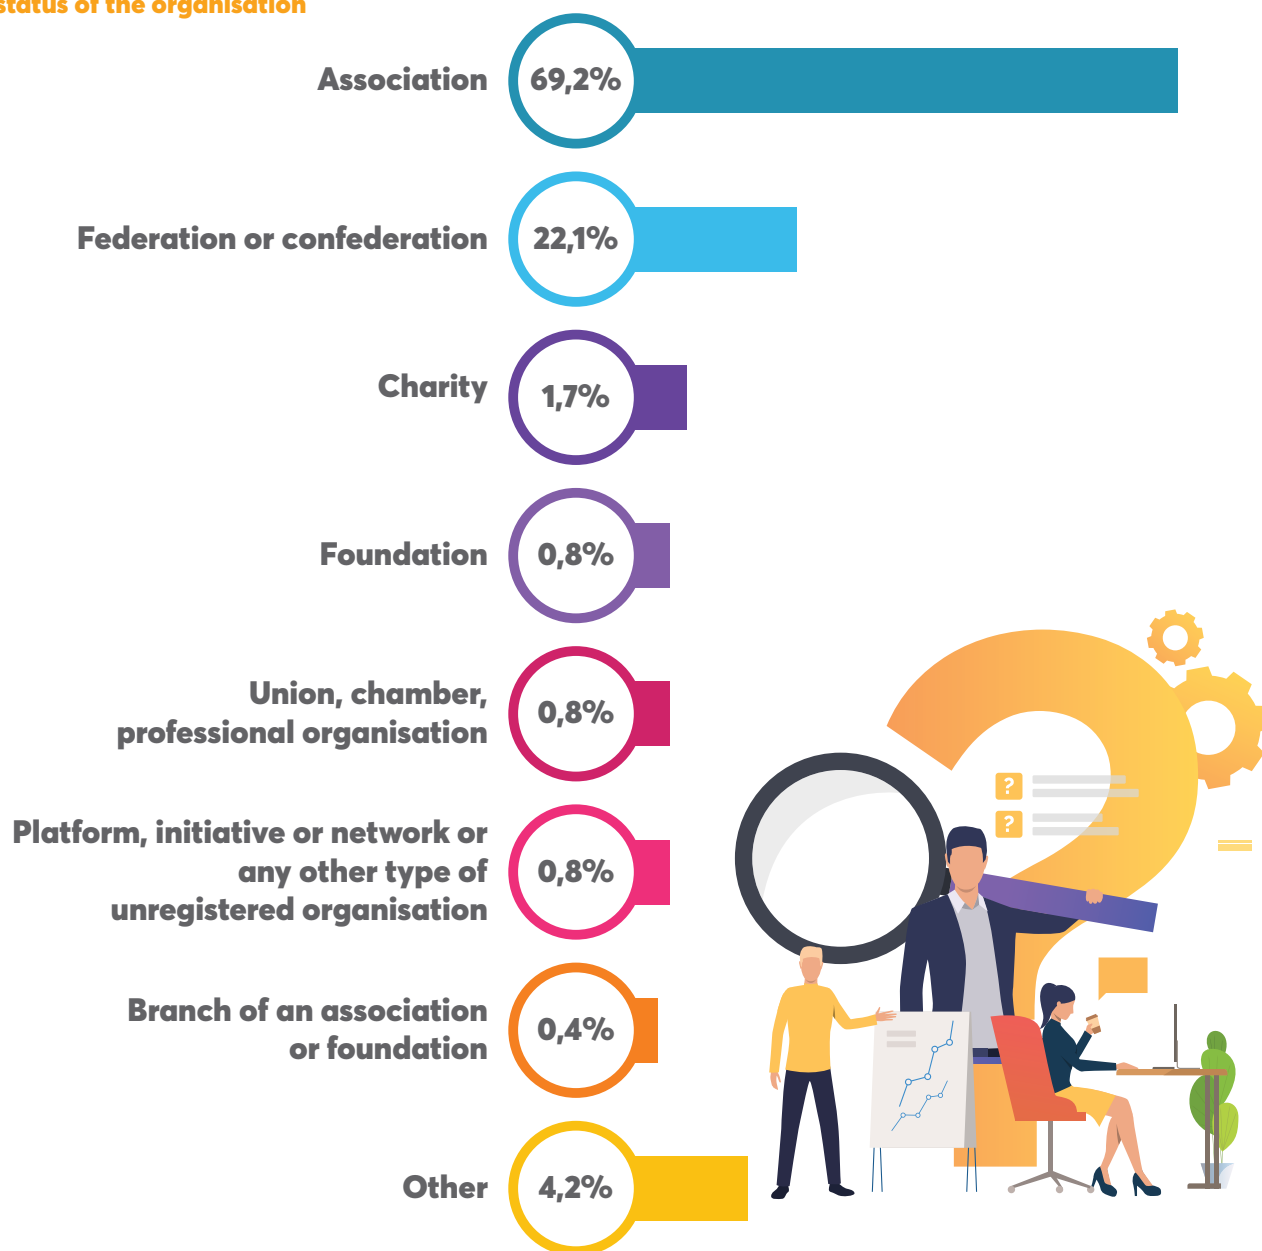 status of the organisation
Association
69,2%
Federation or confederation
22,1%
Charity
1,7%
Foundation
0,8%
Union, chamber,
professional organisation
0,8%
Platform, initiative or network or
any other type of
unregistered organisation
0,8%
Branch of an association
or foundation
0,4%
Other
4,2%
?
?